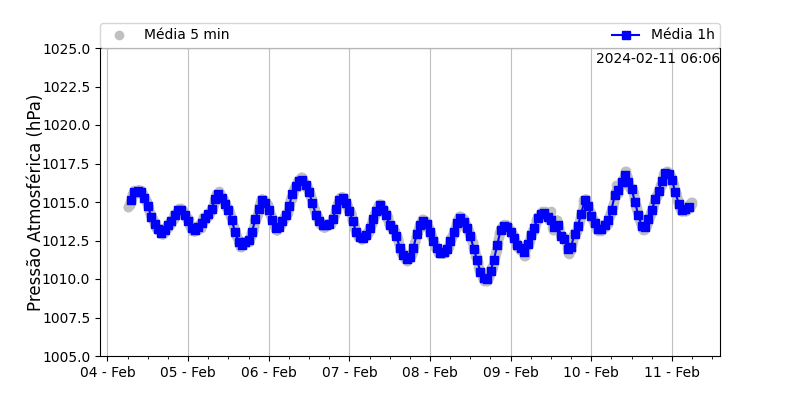 Média 5 min
Média 1h
2024-02-11 06:06
Pressão Atmosférica (hPa)
1025.0
1022.5
1020.0
1017.5
1015.0
1012.5
1010.0
1007.5
1005.0
04 - Feb
05 - Feb
06 - Feb
07 - Feb
08 - Feb
09 - Feb
10 - Feb
11 - Feb